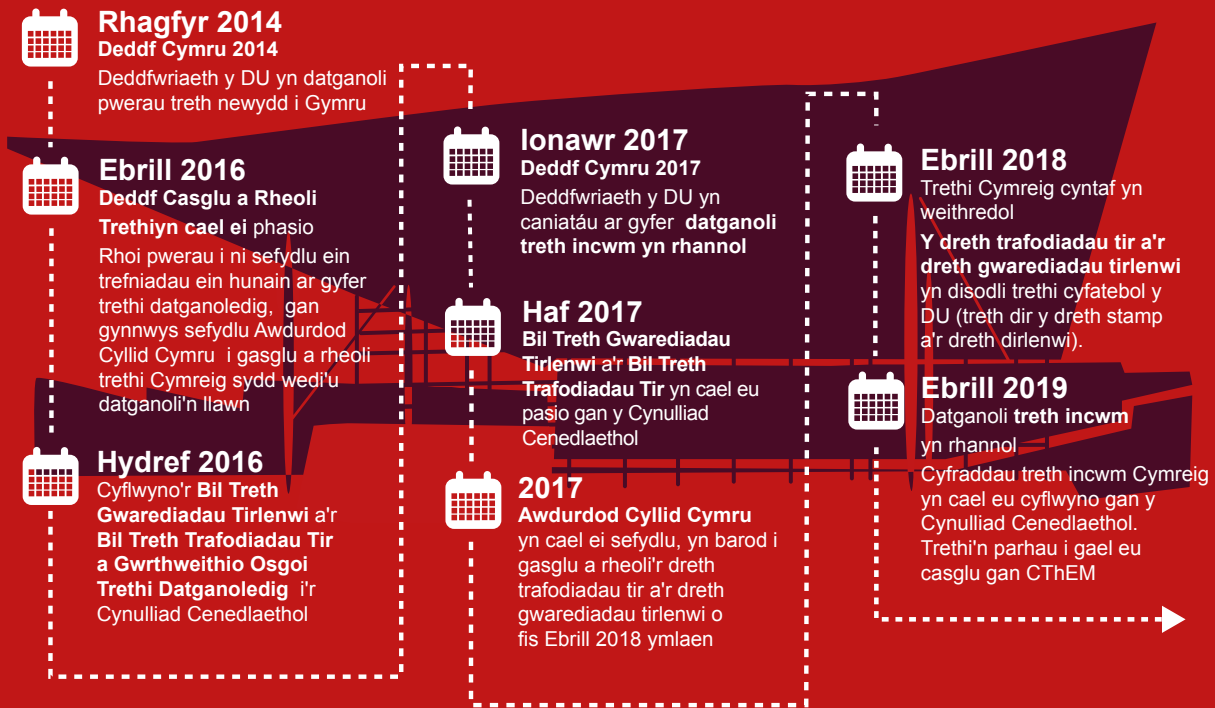 Rhagfyr 2014
Deddf Cymru 2014
Deddfwriaeth y DU yn datganoli
pwerau treth newydd i Gymru
Ebrill 2016
Deddf Casglu a Rheoli
Trethiyn cael ei phasio
Rhoi pwerau i ni sefydlu ein
trefniadau ein hunain ar gyfer
trethi datganoledig, gan
gynnwys sefydlu Awdurdod
Cyllid Cymru i gasglu a rheoli
trethi Cymreig sydd wedi'u
datganoli'n llawn
Hydref 2016
Cyflwyno'r Bil Treth
Gwarediadau Tirlenwi a'r
Bil Treth Trafodiadau Tir
a Gwrthweithio Osgoi
Trethi Datganoledig i'r
Cynulliad Cenedlaethol
Ionawr 2017
Deddf Cymru 2017
Deddfwriaeth y DU yn
caniatáu ar gyfer datganoli
treth incwm yn rhannol
Haf 2017
Bil Treth Gwarediadau
Tirlenwi a'r Bil Treth
Trafodiadau Tir yn cael eu
pasio gan y Cynulliad
Cenedlaethol
2017
Awdurdod Cyllid Cymru
yn cael ei sefydlu, yn barod i
gasglu a rheoli'r dreth
trafodiadau tir a'r dreth
gwarediadau tirlenwi o
fis Ebrill 2018 ymlaen
Ebrill 2018
Trethi Cymreig cyntaf yn
weithredol
Y dreth trafodiadau tir a'r
dreth gwarediadau tirlenwi
yn disodli trethi cyfatebol y
DU (treth dir y dreth stamp
a'r dreth dirlenwi).
Ebrill 2019
Datganoli treth incwm
yn rhannol
Cyfraddau treth incwm Cymreig
yn cael eu cyflwyno gan y
Cynulliad Cenedlaethol.
Trethi'n parhau i gael eu
casglu gan CThEM